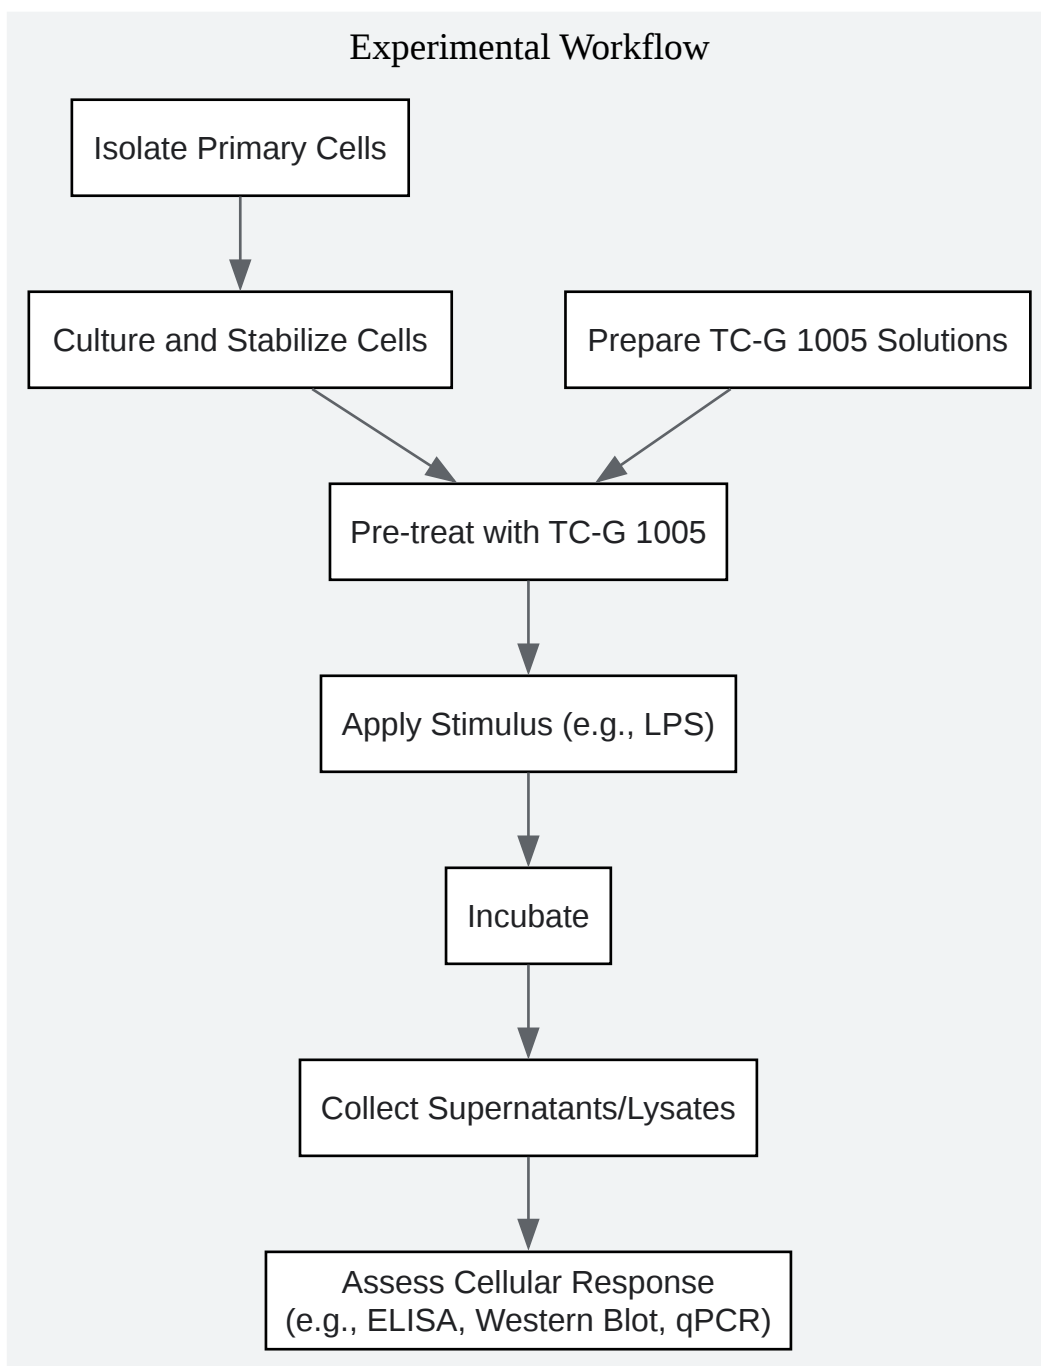 Experimental Workflow
Isolate Primary Cells
Culture and Stabilize Cells
Prepare TC-G 1005 Solutions
Pre-treat with TC-G 1005
Apply Stimulus (e.g., LPS)
Incubate
Collect Supernatants/Lysates
Assess Cellular Response
(e.g., ELISA, Western Blot, qPCR)